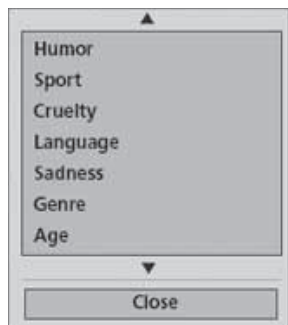 Humor
Sport
Cruelty
Language
Sadness
Genre
Age
Close